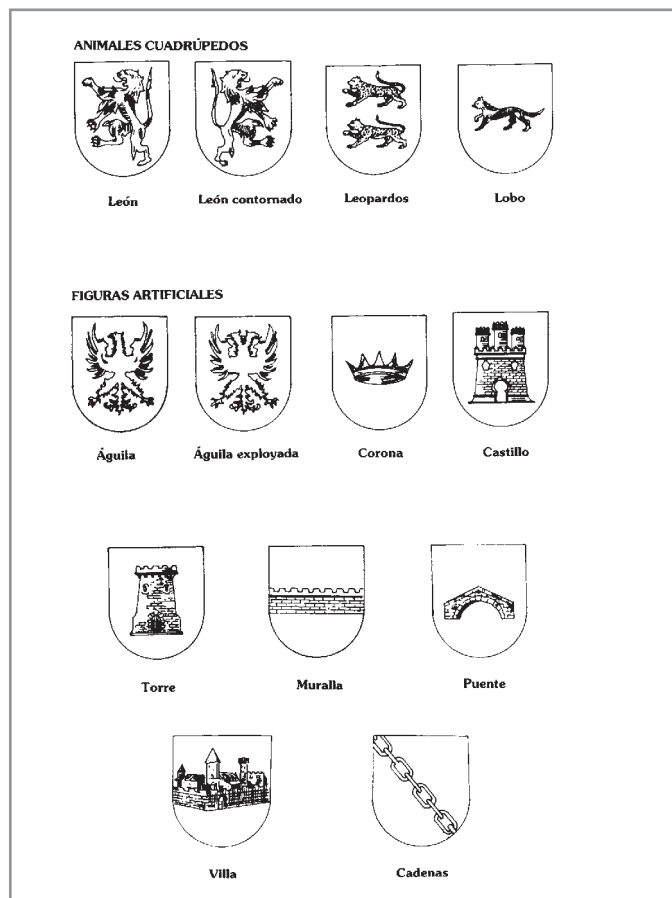 ANIMALES CUADRÚPEDOS
León
León contornado
Leopardos
Lobo
FIGURAS ARTIFICIALES
Águila
Águila exployada
Corona
Castillo
Torre
Muralla
Puente
Villa
Cadenas